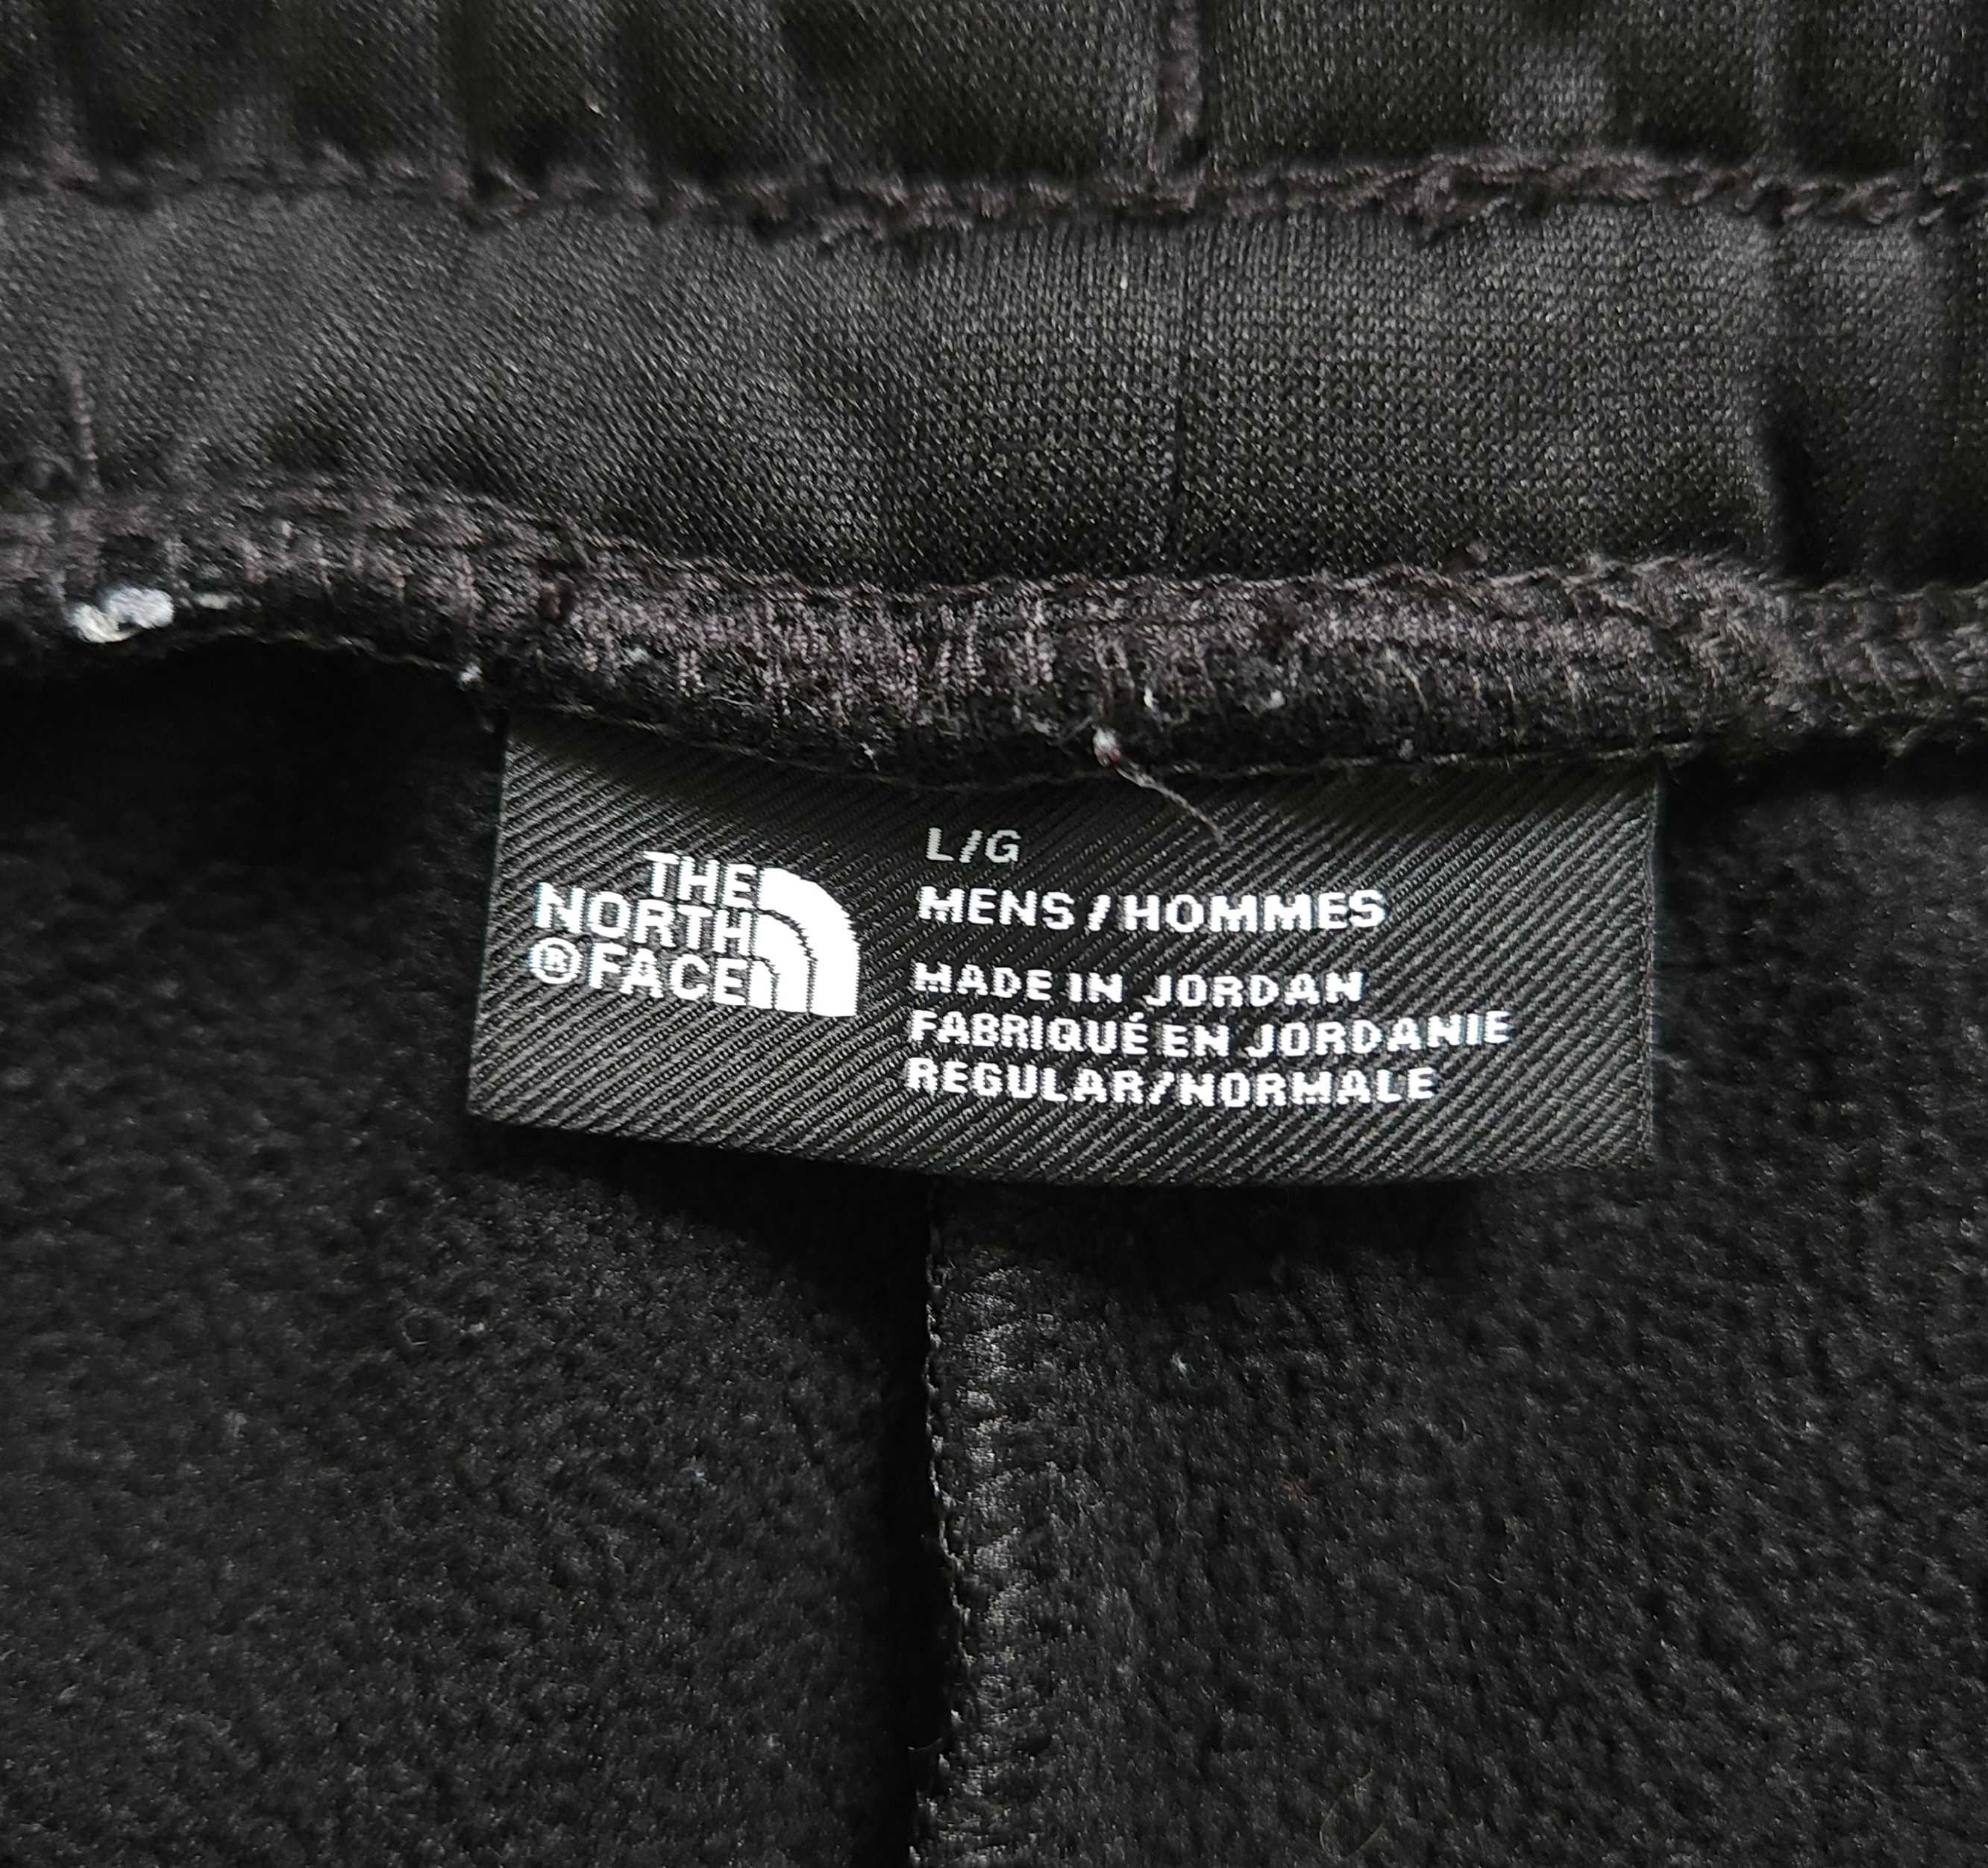 THE
NORTH
®FACE
L/G
MENS/HOMMES
MADE IN JORDAN
FABRIQUÉ EN JORDANIE
REGULAR/NORMALE